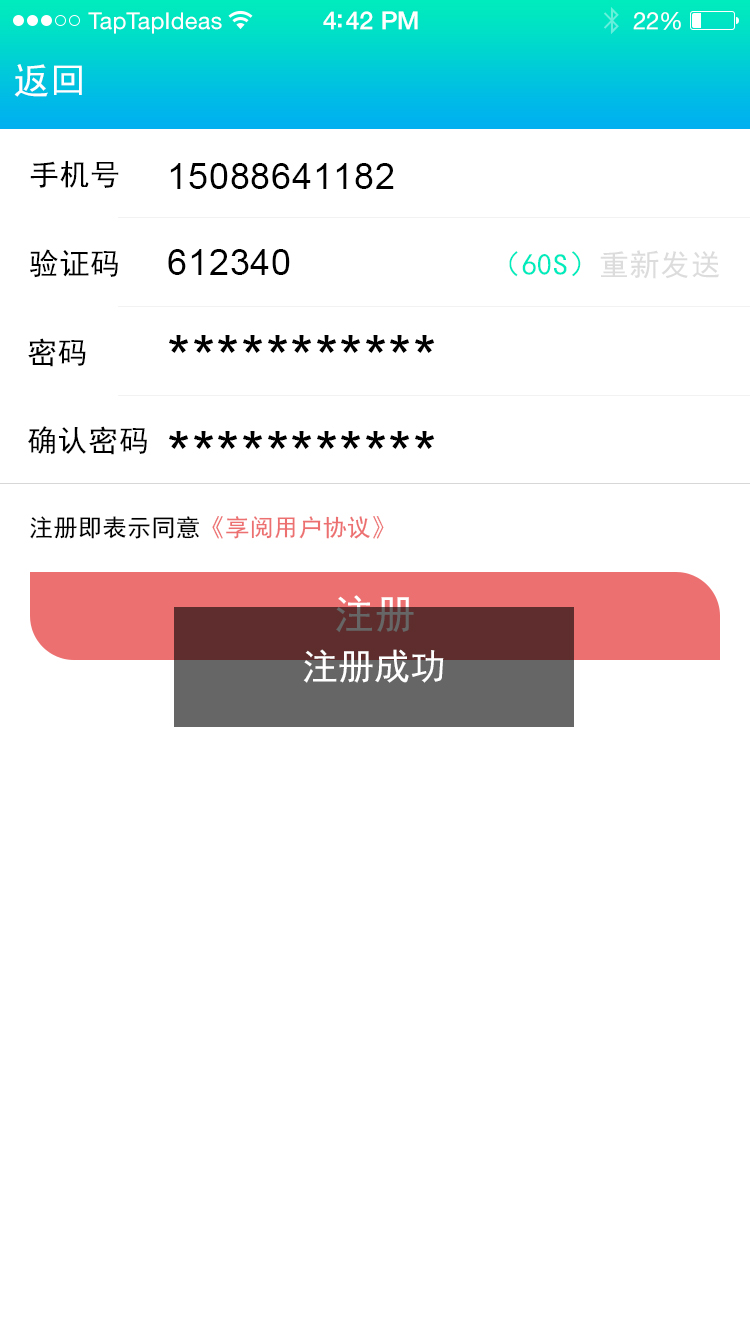 TapTapIdeas 4:42 PM 22%
返回
手机号 15088641182
验证码 612340 （60S）重新发送
密码 ***********
确认密码 ***********
注册即表示同意《享阅用户协议》
注册
注册成功